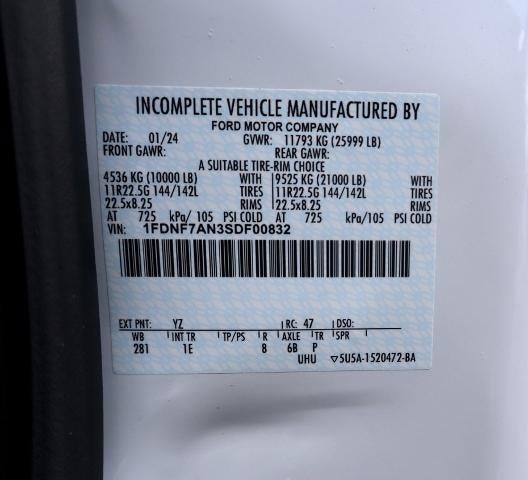 INCOMPLETE VEHICLE MANUFACTURED BY
FORD MOTOR COMPANY
DATE: 01/24 GVWR: 11793 KG (25999 LB)
FRONT GAWR: REAR GAWR:
A SUITABLE TIRE-RIM CHOICE
4536 KG (10000 LB) WITH 9525 KG (21000 LB) WITH
11R22.5G 144/142L TIRES 11R22.5G 144/142L TIRES
22.5x8.25 RIMS 22.5x8.25 RIMS
AT 725 kPa/ 105 PSI COLD AT 725 kPa/105 PSI COLD
VIN: 1FDNF7AN3SDF00832
EXT PNT: YZ RC: 47 DSO:
WB INT TR TP/PS R AXLE TR SPR
281 1E 8 6B P
UHU ▽5U5A-1520472-BA